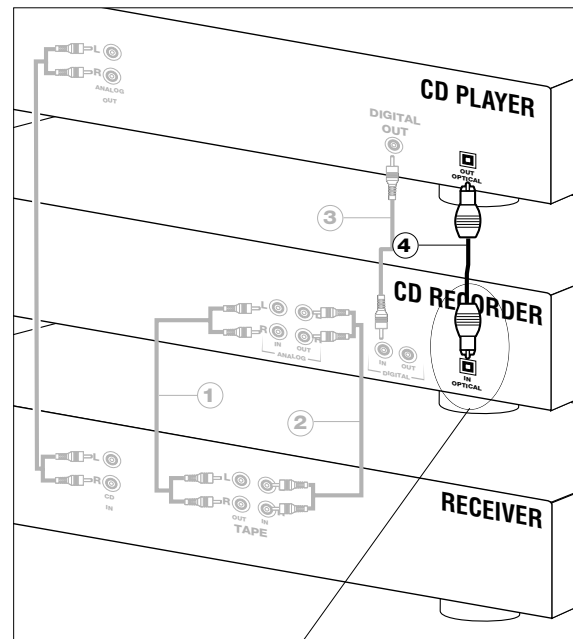 L
R
ANALOG
OUT
CD PLAYER
DIGITAL
OUT
OUT
OPTICAL
3
4
CD RECORDER
L
R
IN
OUT
ANALOG
IN
OUT
DIGITAL
IN
OPTICAL
1
2
L
R
CD
IN
L
R
OUT
IN
TAPE
RECEIVER